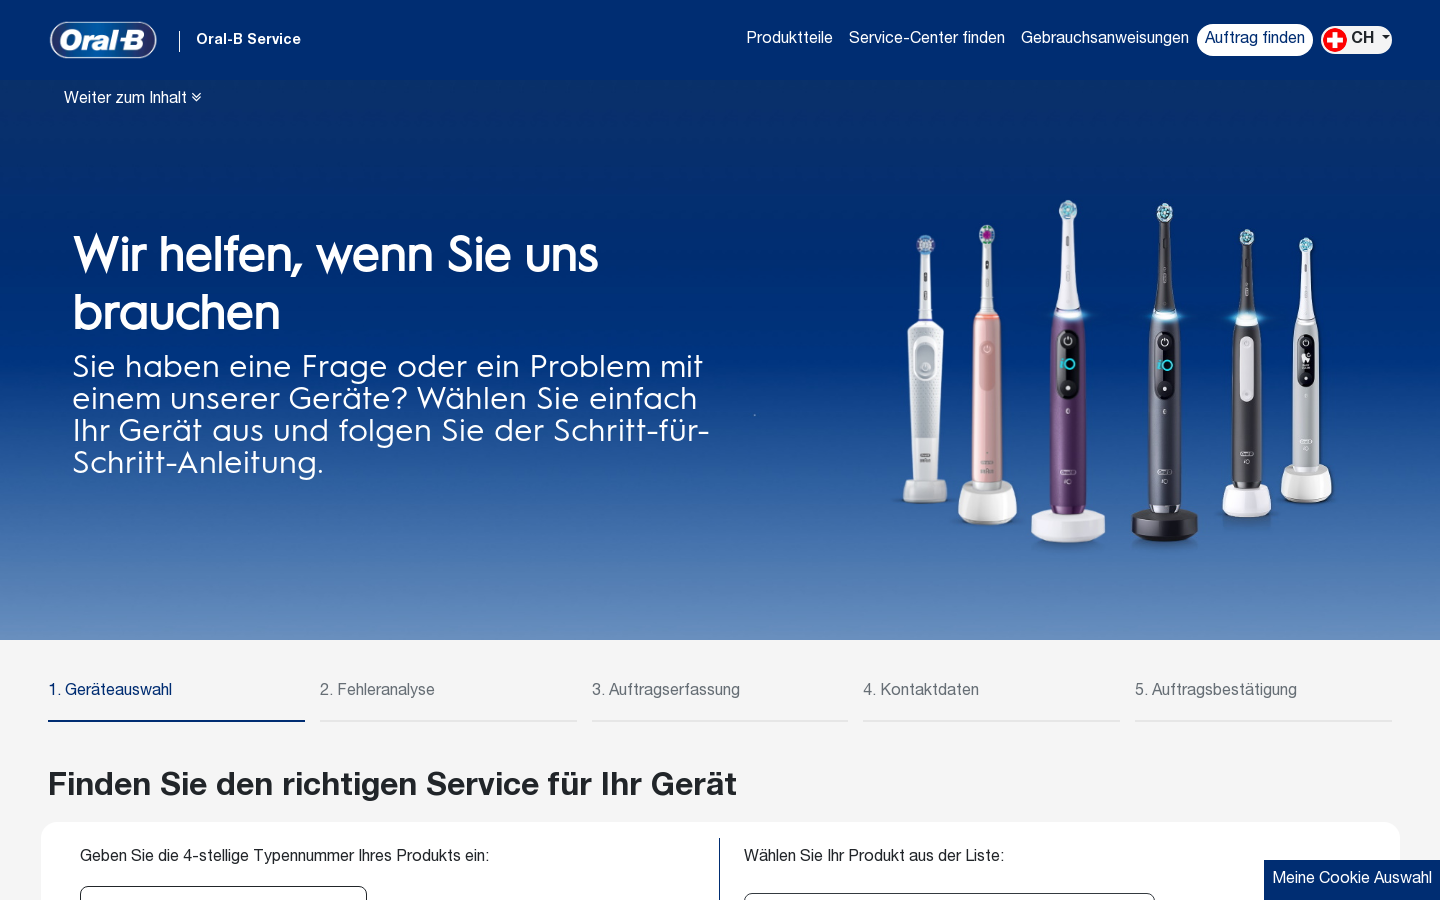 Oral-B
Oral-B Service
Produktteile
Service-Center finden
Gebrauchsanweisungen
Auftrag finden
CH
Weiter zum Inhalt
Wir helfen, wenn Sie uns
brauchen
Sie haben eine Frage oder ein Problem mit
einem unserer Geräte? Wählen Sie einfach
Ihr Gerät aus und folgen Sie der Schritt-für-
Schritt-Anleitung.
iO
iO
1. Geräteauswahl
2. Fehleranalyse
3. Auftragserfassung
4. Kontaktdaten
5. Auftragsbestätigung
Finden Sie den richtigen Service für Ihr Gerät
Geben Sie die 4-stellige Typennummer Ihres Produkts ein:
Wählen Sie Ihr Produkt aus der Liste:
Meine Cookie Auswahl